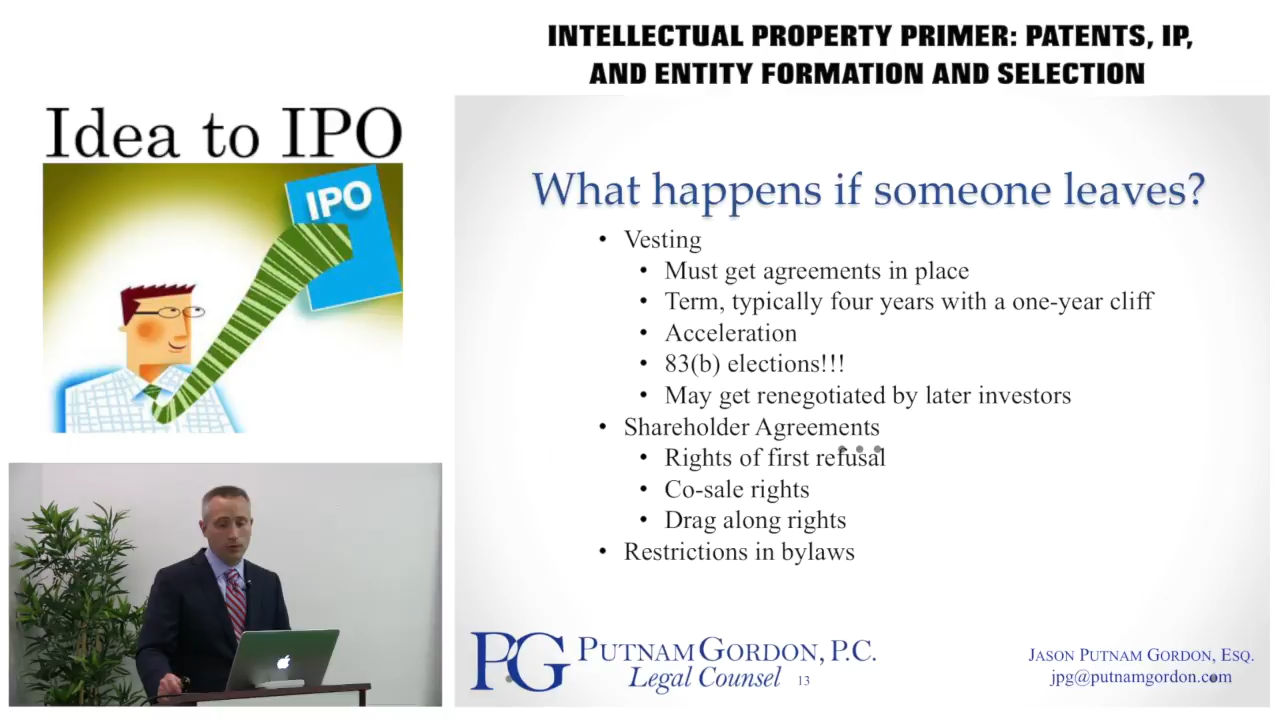 INTELLECTUAL PROPERTY PRIMER: PATENTS, IP,
AND ENTITY FORMATION AND SELECTION
Idea to IPO
IPO
What happens if someone leaves?
• Vesting
• Must get agreements in place
• Term, typically four years with a one-year cliff
• Acceleration
• 83(b) elections!!!
• May get renegotiated by later investors
• Shareholder Agreements
• Rights of first refusal
• Co-sale rights
• Drag along rights
• Restrictions in bylaws
PG
PUTNAM GORDON, P.C.
Legal Counsel
13
JASON PUTNAM GORDON, ESQ.
jpg@putnamgordon.com